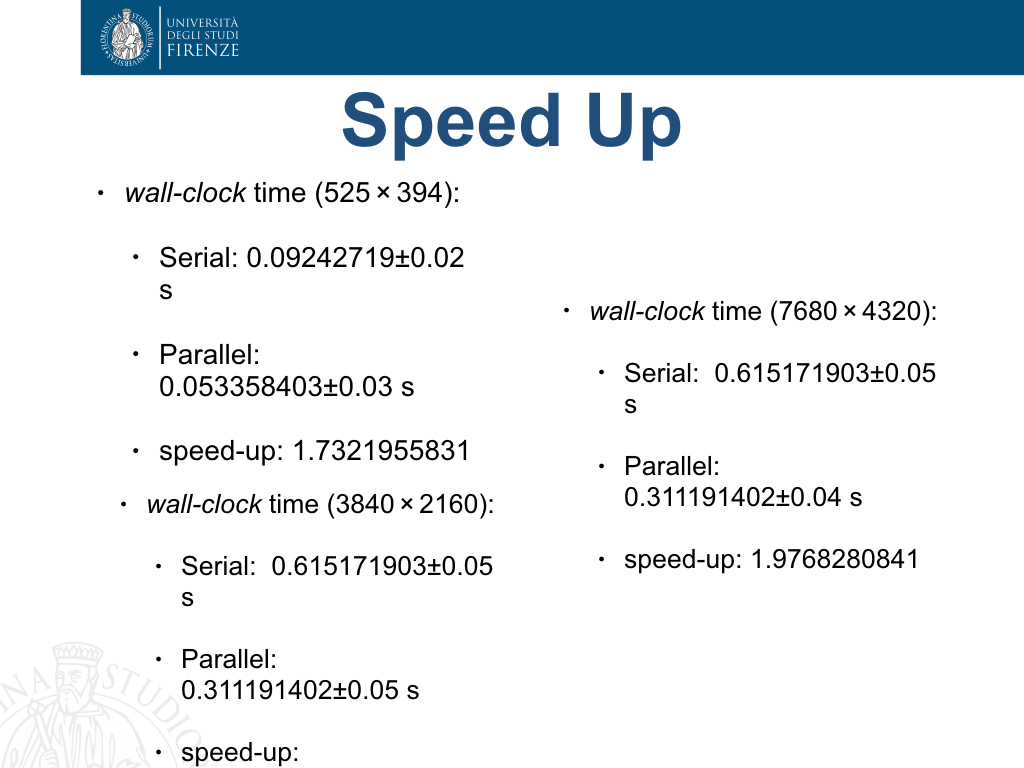 UNIVERSITÀ
DEGLI STUDI
FIRENZE
Speed Up
• wall-clock time (525 × 394):
• Serial: 0.09242719±0.02
s
• Parallel:
0.053358403±0.03 s
• speed-up: 1.7321955831
• wall-clock time (3840 × 2160):
• Serial: 0.615171903±0.05
s
• Parallel:
0.311191402±0.05 s
• speed-up:
• wall-clock time (7680 × 4320):
• Serial: 0.615171903±0.05
s
• Parallel:
0.311191402±0.04 s
• speed-up: 1.9768280841